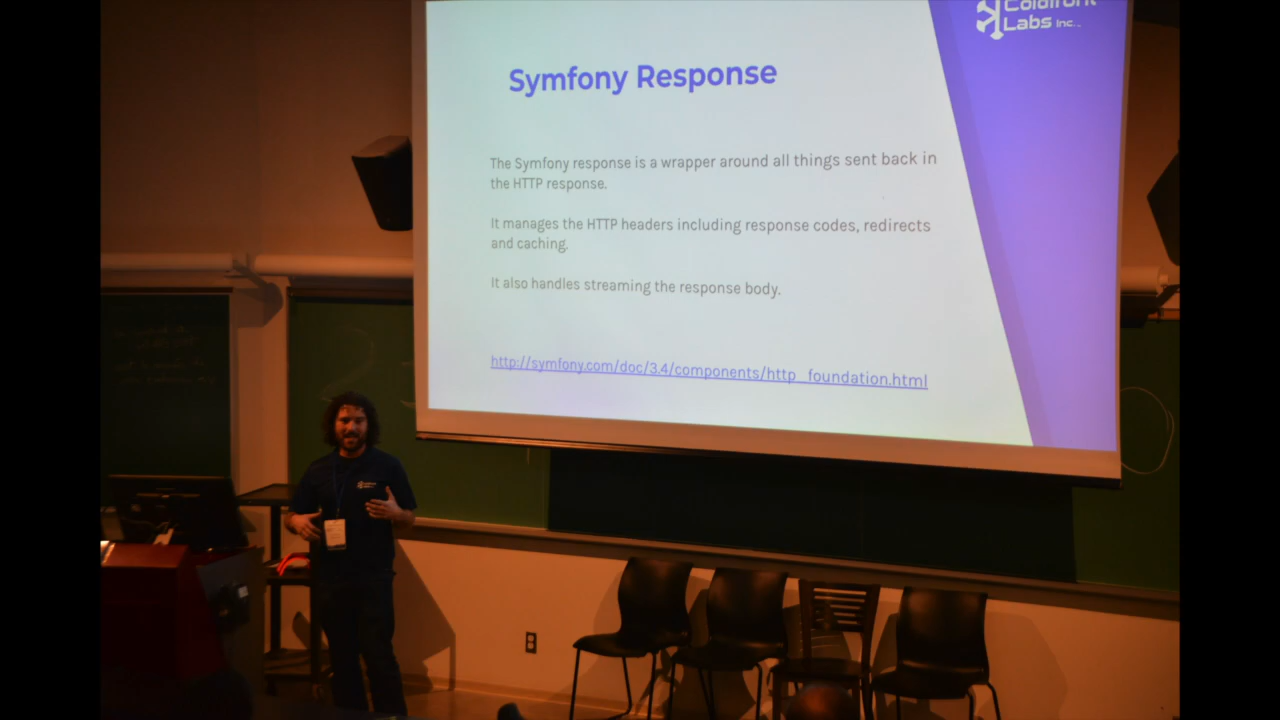 Coldfront
Labs Inc.
Symfony Response
The Symfony response is a wrapper around all things sent back in
the HTTP response.
It manages the HTTP headers including response codes, redirects
and caching.
It also handles streaming the response body.
http://symfony.com/doc/3.4/components/http_foundation.html